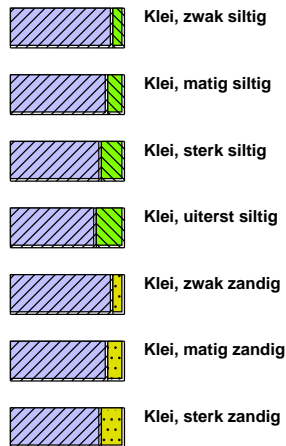 Klei, zwak siltig
Klei, matig siltig
Klei, sterk siltig
Klei, uiterst siltig
Klei, zwak zandig
Klei, matig zandig
Klei, sterk zandig